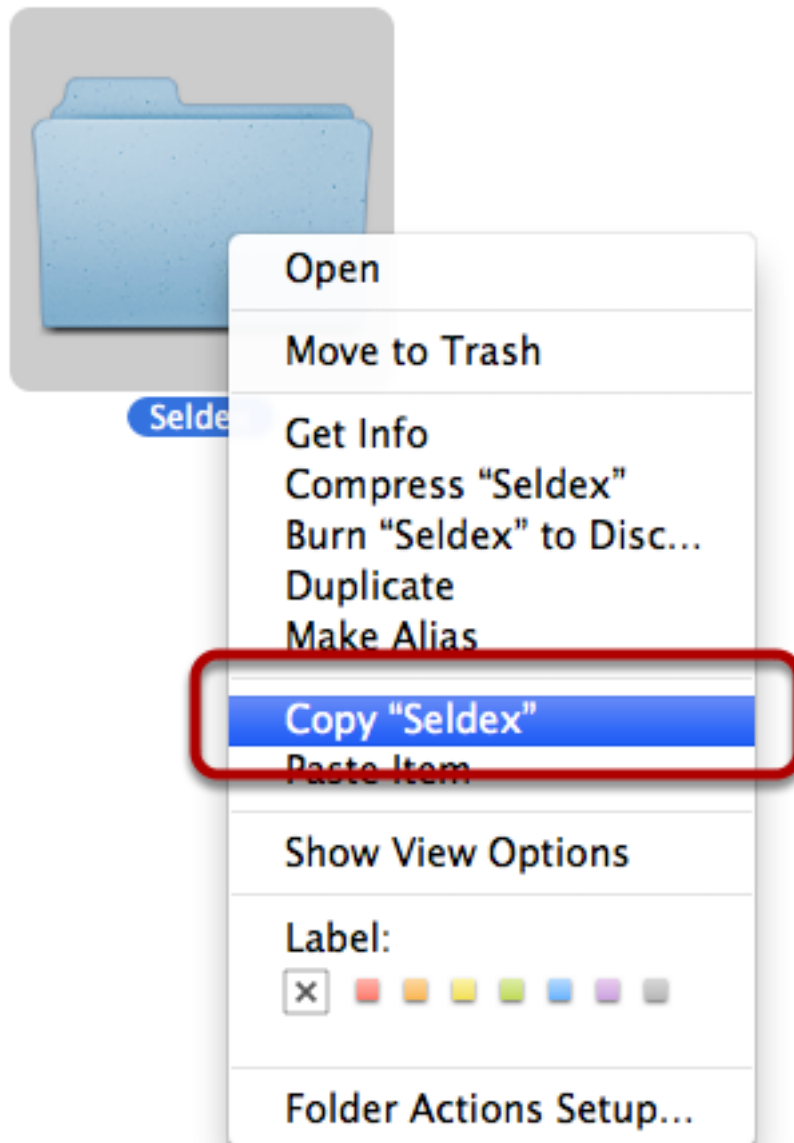 Open
Move to Trash
Selde
Get Info
Compress “Seldex”
Burn “Seldex” to Disc...
Duplicate
Make Alias
Copy “Seldex”
Paste Item
Show View Options
Label:
Folder Actions Setup...